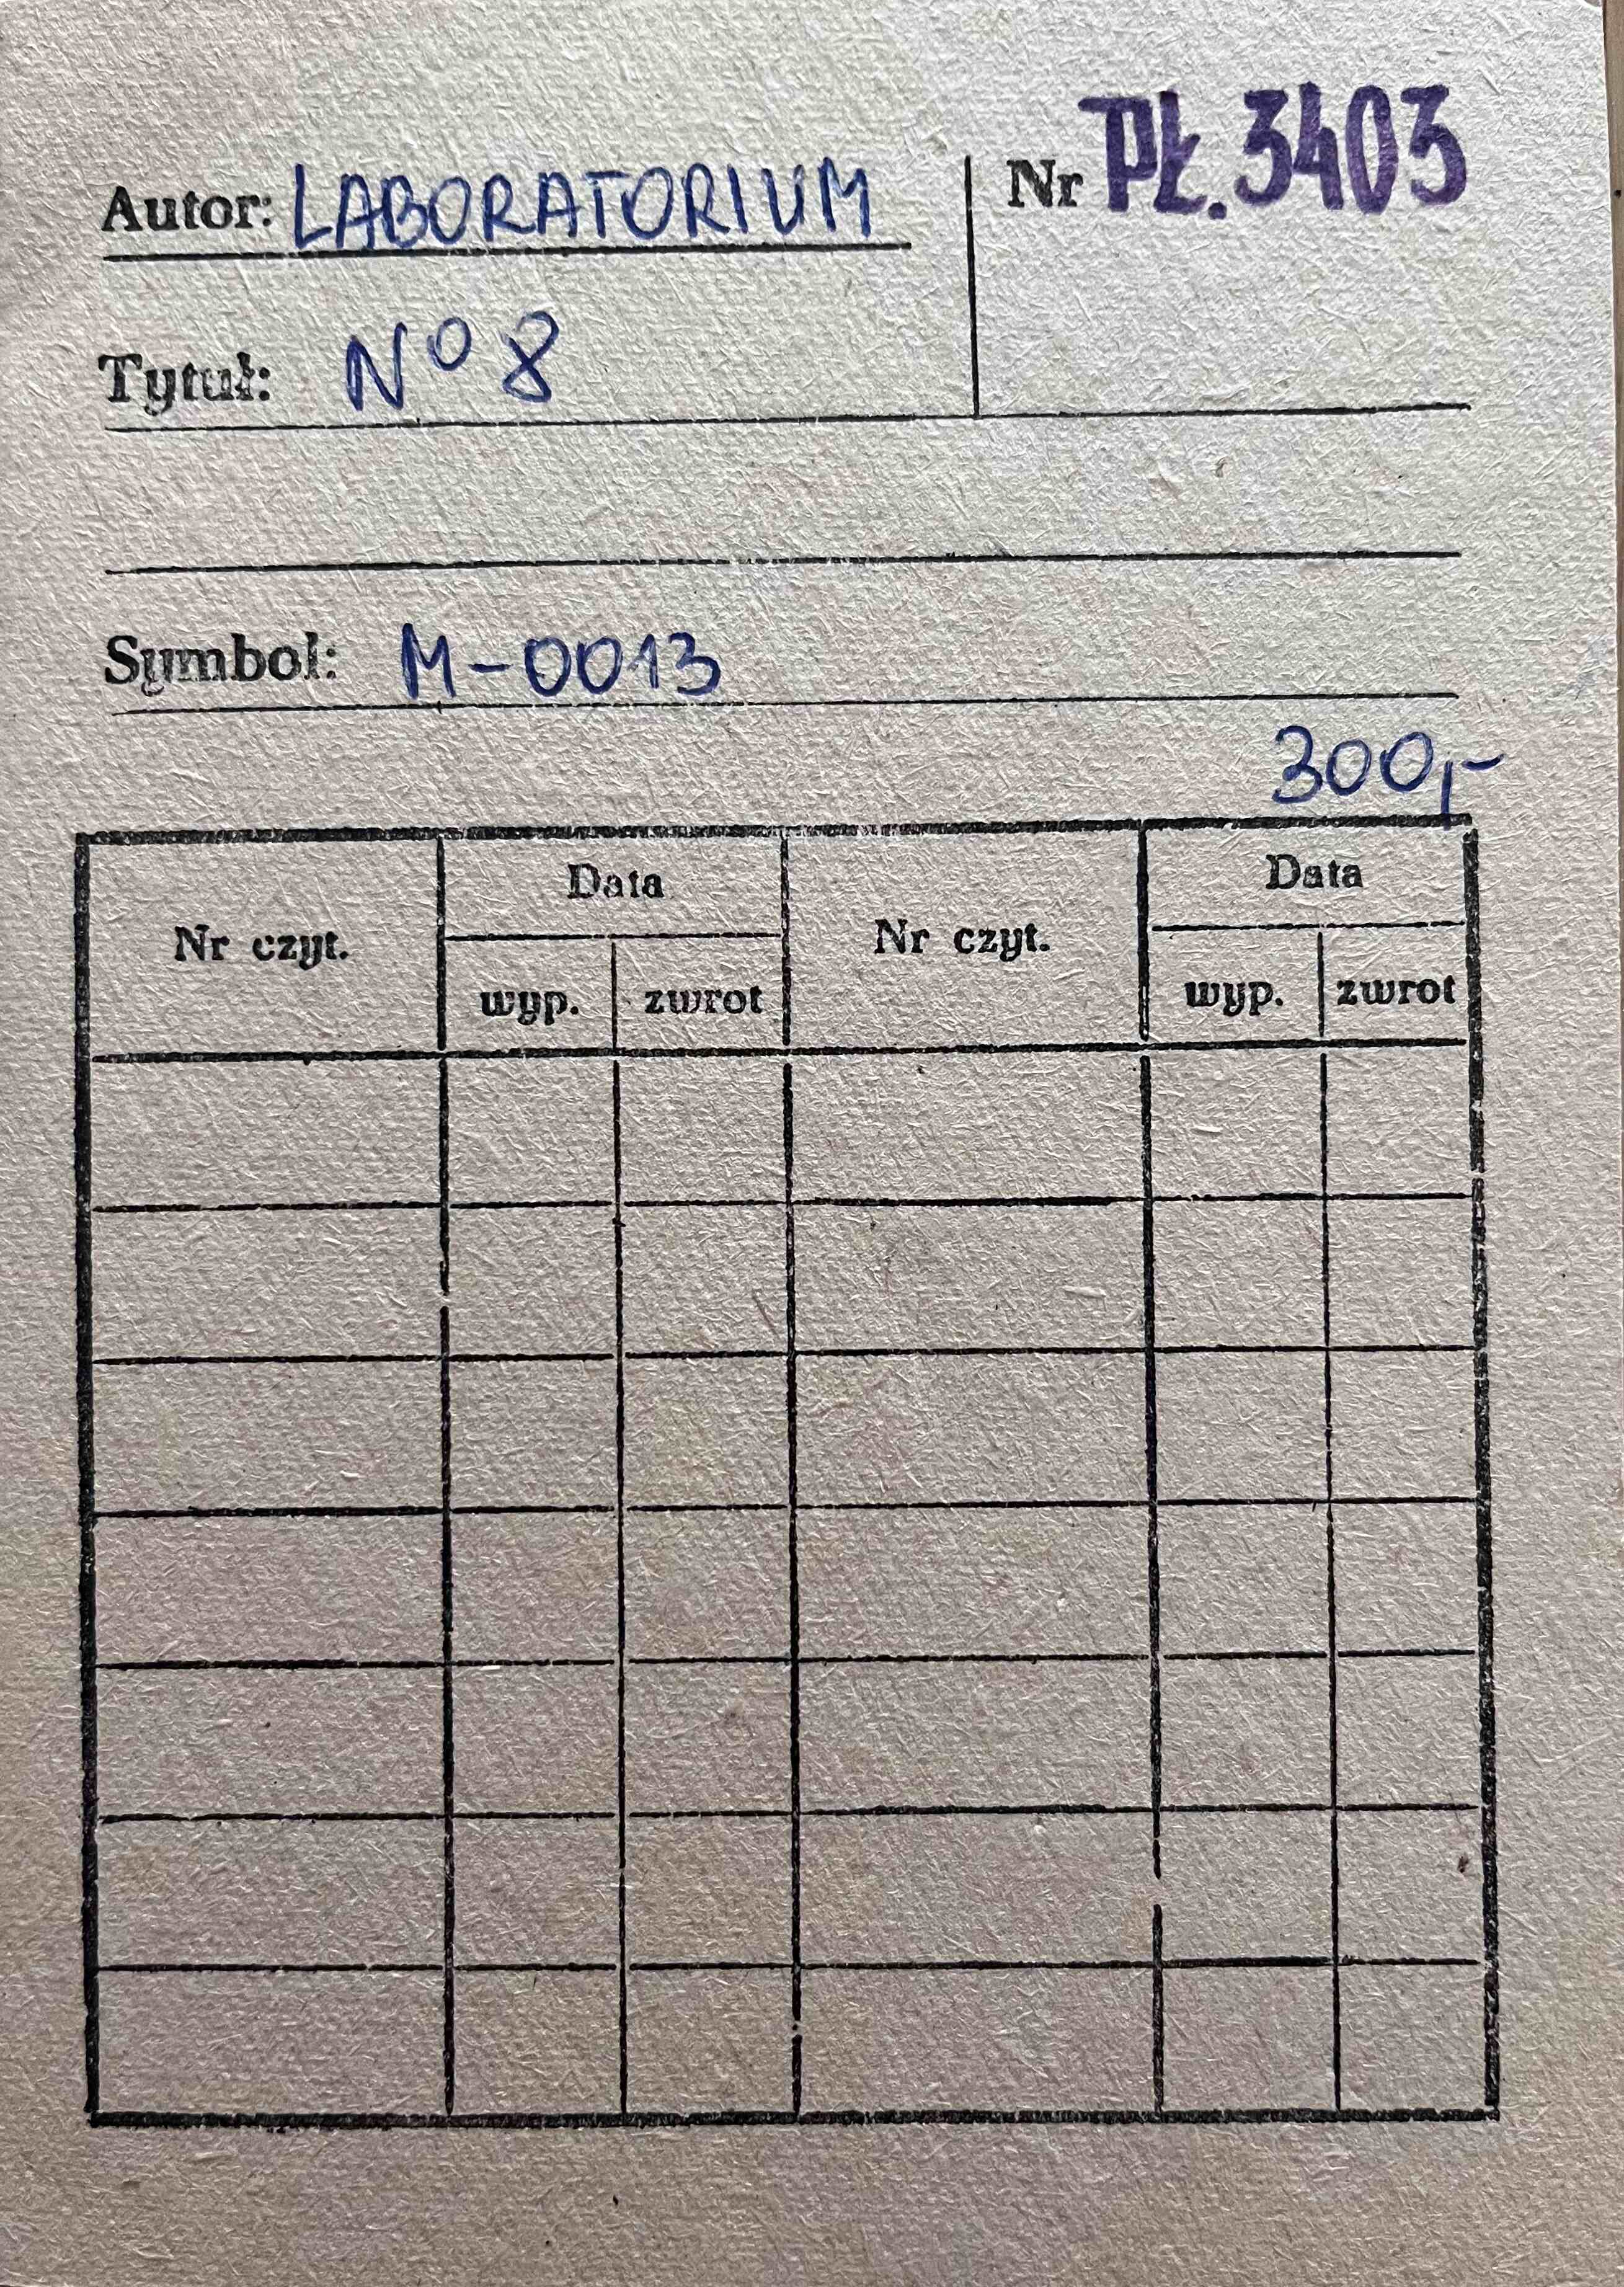 Autor: LABORATORIUM
Nr PŁ.3403
Tytuł: Nº 8
Symbol: M-0013
300,-
Nr czyt. Data Nr czyt. Data
wyp. zwrot wyp. zwrot